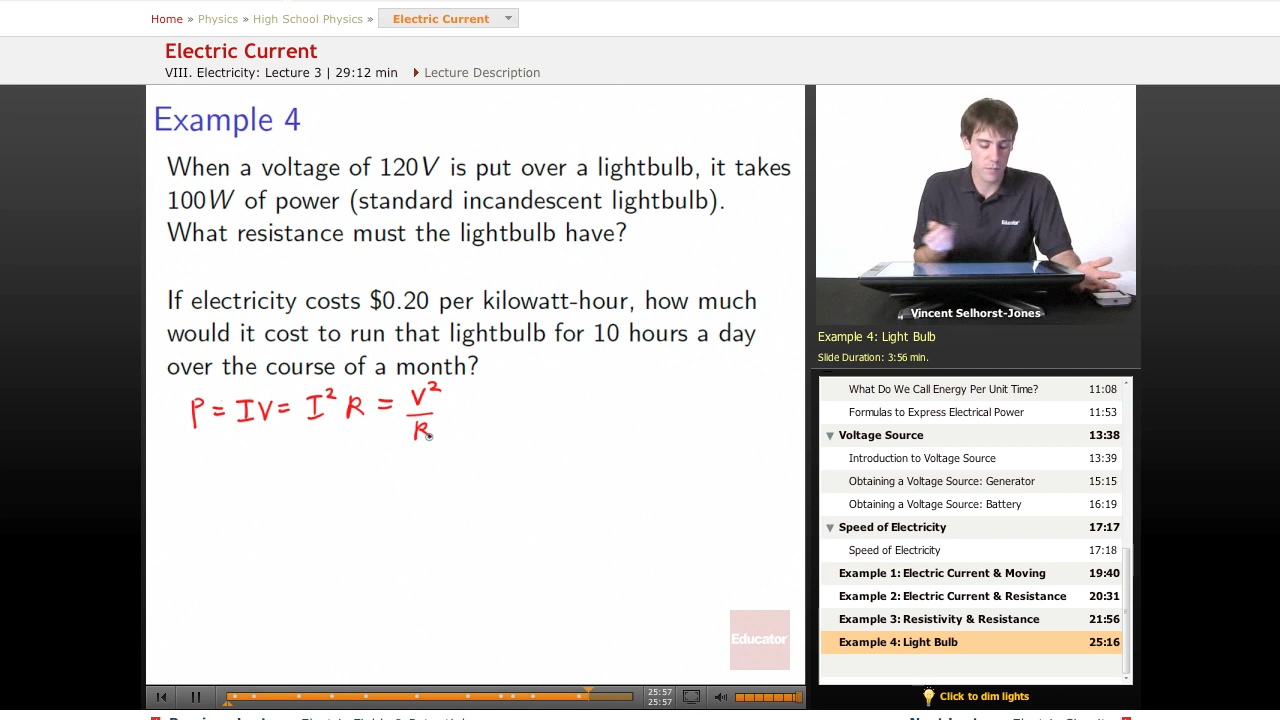 Home » Physics » High School Physics » Electric Current
Electric Current
VIII. Electricity: Lecture 3 | 29:12 min Lecture Description
Example 4
When a voltage of 120V is put over a lightbulb, it takes
100W of power (standard incandescent lightbulb).
What resistance must the lightbulb have?
If electricity costs $0.20 per kilowatt-hour, how much
would it cost to run that lightbulb for 10 hours a day
over the course of a month?
P = IV = I² R = V²/R
Educator
Educator
Vincent Selhorst-Jones
Example 4: Light Bulb
Slide Duration: 3:56 min.
What Do We Call Energy Per Unit Time? 11:08
Formulas to Express Electrical Power 11:53
Voltage Source 13:38
Introduction to Voltage Source 13:39
Obtaining a Voltage Source: Generator 15:15
Obtaining a Voltage Source: Battery 16:19
Speed of Electricity 17:17
Speed of Electricity 17:18
Example 1: Electric Current & Moving 19:40
Example 2: Electric Current & Resistance 20:31
Example 3: Resistivity & Resistance 21:56
Example 4: Light Bulb 25:16
25:57
25:57
Click to dim lights